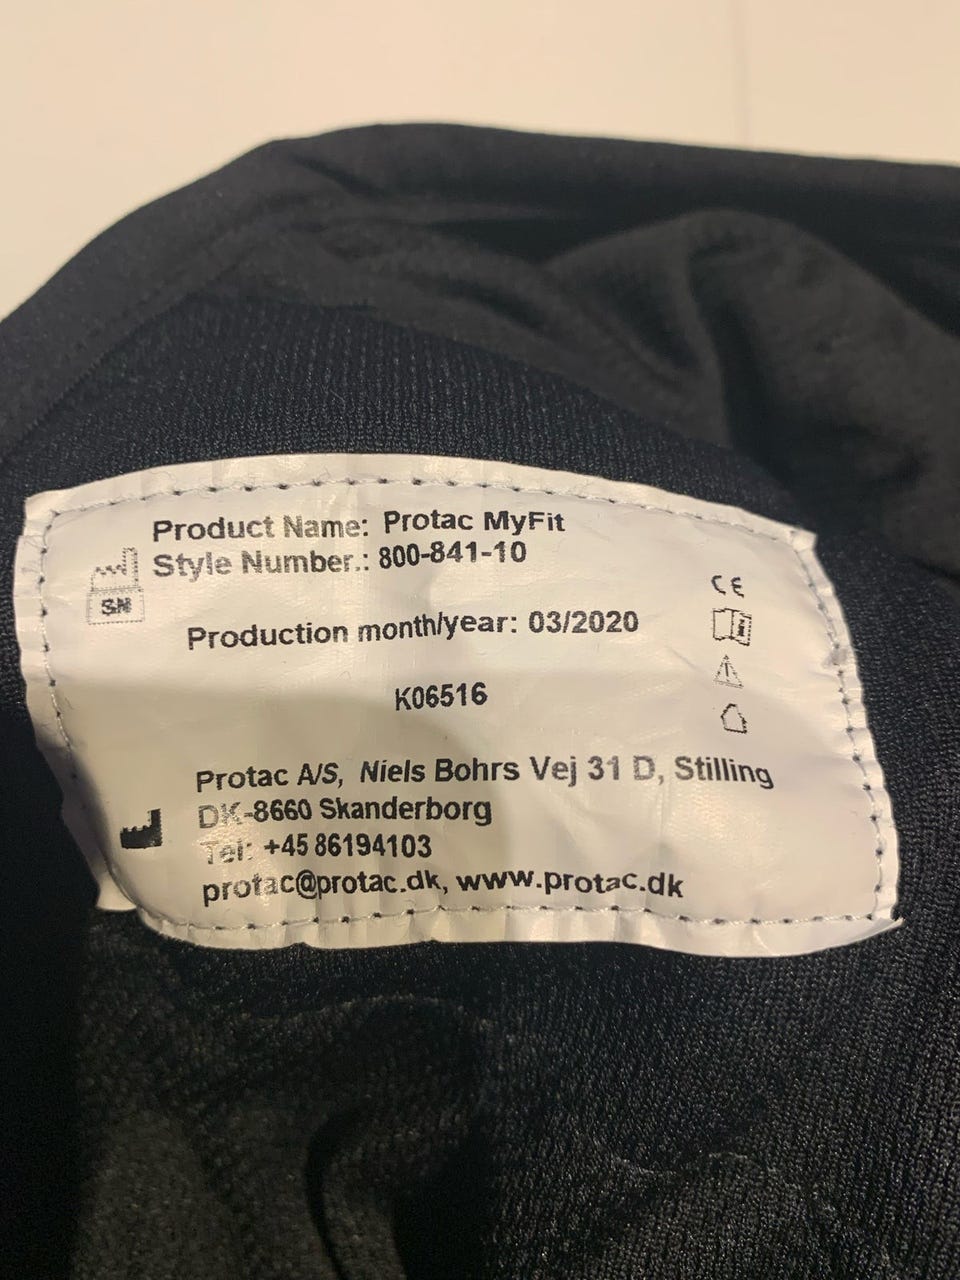 Product Name: Protac MyFit
Style Number.: 800-841-10
SN
CE
Production month/year: 03/2020
K06516
Protac A/S, Niels Bohrs Vej 31 D, Stilling
DK-8660 Skanderborg
Tel: +45 86194103
protac@protac.dk, www.protac.dk